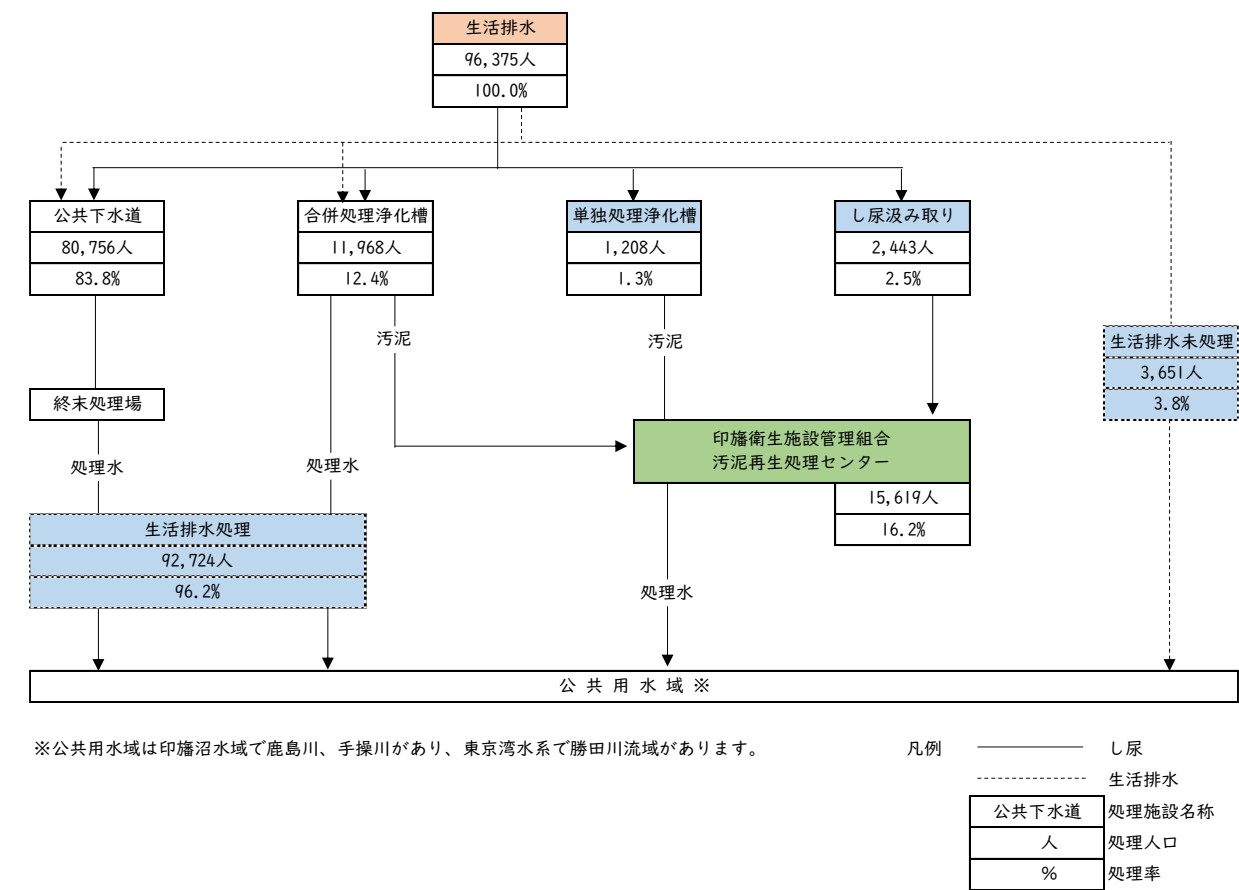 生活排水
96,375人
100.0%
公共下水道
80,756人
83.8%
合併処理浄化槽
11,968人
12.4%
単独処理浄化槽
1,208人
1.3%
し尿汲み取り
2,443人
2.5%
汚泥
汚泥
生活排水未処理
3,651人
3.8%
終末処理場
印旛衛生施設管理組合
汚泥再生処理センター
15,619人
16.2%
処理水
処理水
生活排水処理
92,724人
96.2%
処理水
公共用水域※
※公共用水域は印旛沼水域で鹿島川、手操川があり、東京湾水系で勝田川流域があります。
凡例
し尿
生活排水
公共下水道 処理施設名称
人 処理人口
% 処理率